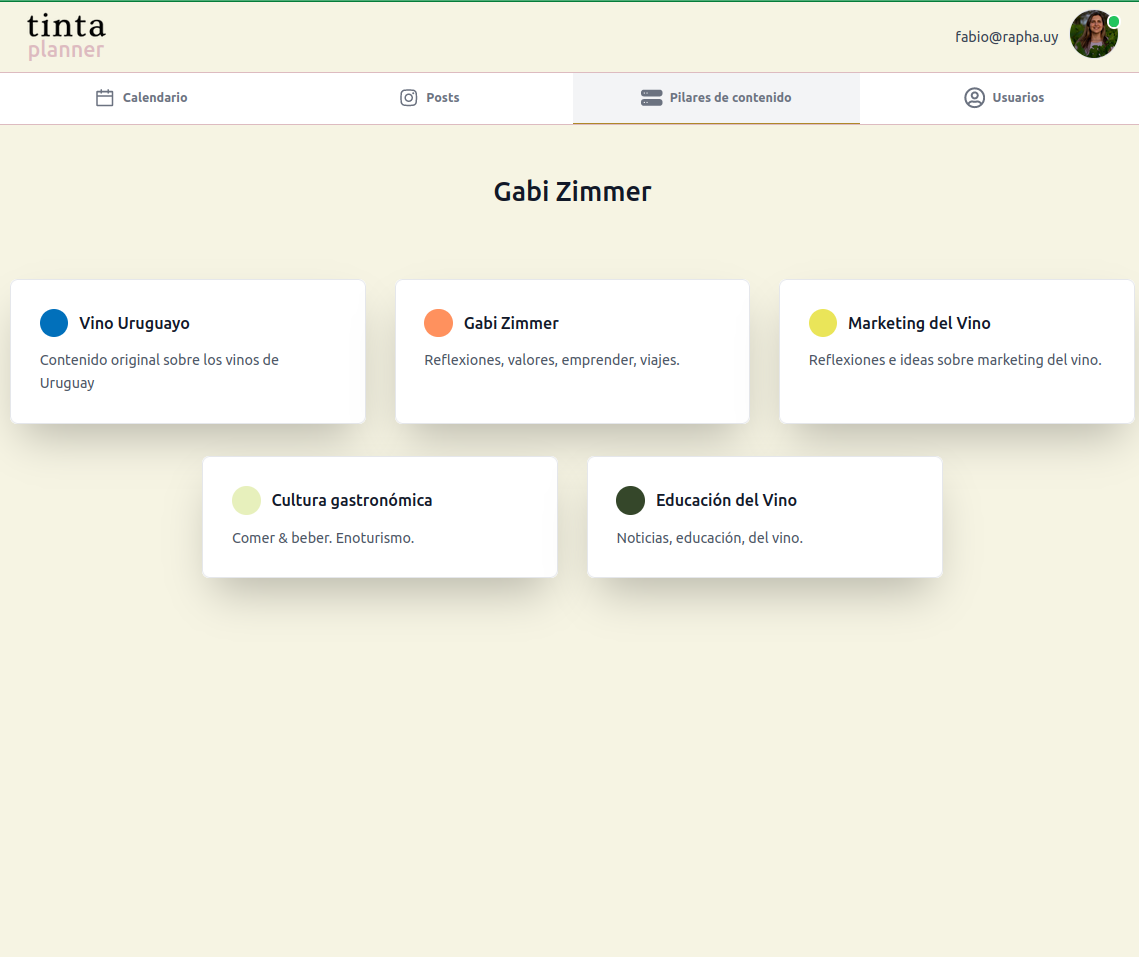 tinta
planner
fabio@rapha.uy
Calendario
Posts
Pilares de contenido
Usuarios
Gabi Zimmer
Vino Uruguayo
Contenido original sobre los vinos de
Uruguay
Gabi Zimmer
Reflexiones, valores, emprender, viajes.
Marketing del Vino
Reflexiones e ideas sobre marketing del vino.
Cultura gastronómica
Comer & beber. Enoturismo.
Educación del Vino
Noticias, educación, del vino.